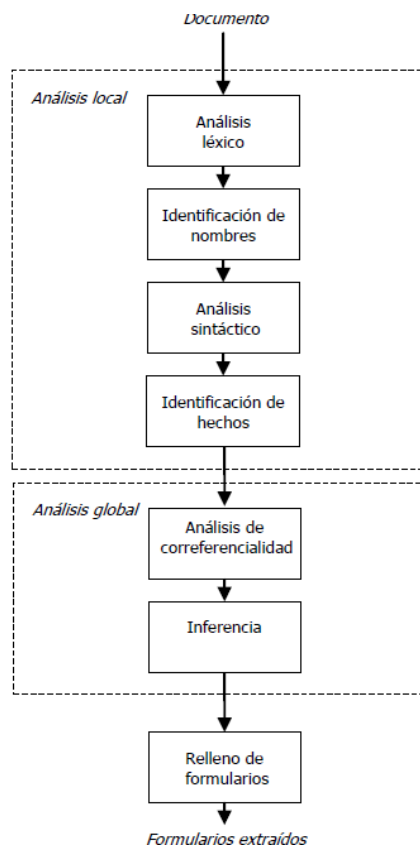 Documento
Análisis local
Análisis
léxico
Identificación de
nombres
Análisis
sintáctico
Identificación de
hechos
Análisis global
Análisis de
correferencialidad
Inferencia
Relleno de
formularios
Formularios extraídos